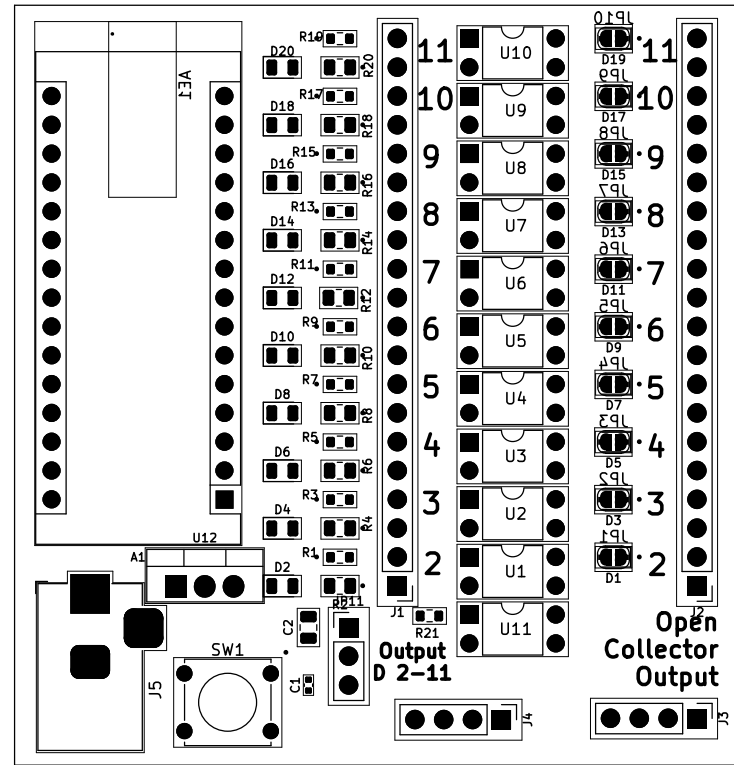 JP10
R19
D20
R20
11
U10
D19
11
AE1
JP9
R17
10
U9
D17
10
D18
R18
JP8
R15
9
U8
D15
9
D16
R16
JP7
R13
8
U7
D13
8
D14
R14
JP6
R11
7
U6
D11
7
D12
R12
JP5
R9
6
U5
D9
6
D10
R10
JP4
R7
5
U4
D7
5
D8
R8
JP3
R5
4
U3
D5
4
D6
R6
JP2
R3
3
U2
D3
3
D4
R4
U12
JP1
A1
R1
2
U1
D1
2
D2
R2
JP11
J1
J2
C2
R21
U11
Open
Collector
Output
SW1
Output
D 2-11
C1
J5
J4
J3